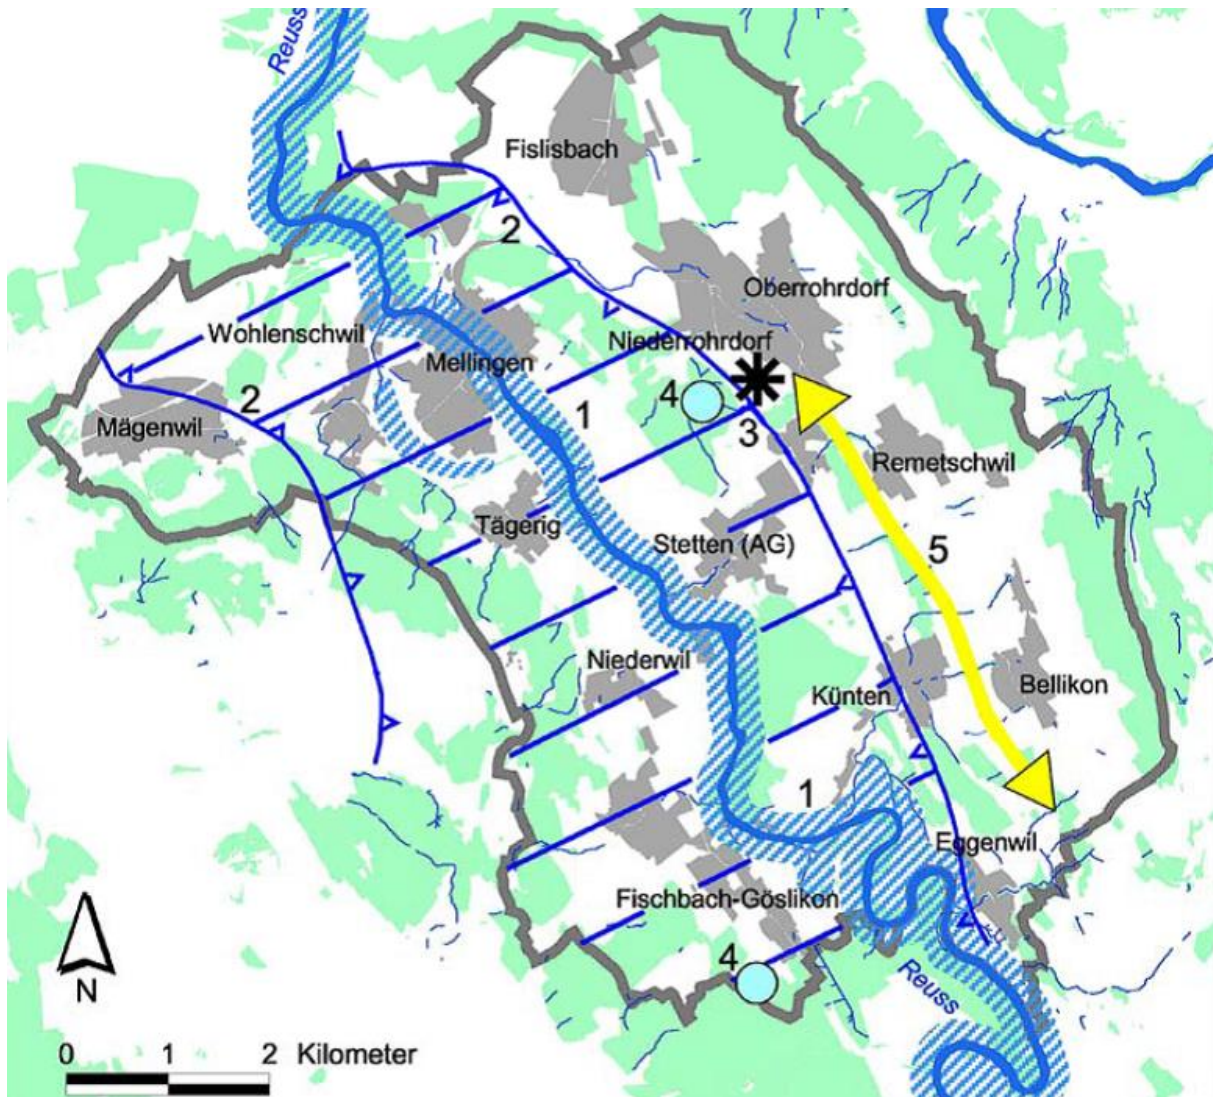 Reuss
Fislisbach
2
Oberrohrdorf
Wohlenschwil
Niederrohrdorf
Mellingen
4
2
1
3
Mägenwil
Remetschwil
Tägerig
Stetten (AG)
5
Niederwil
Bellikon
Künten
1
Eggenwil
Fischbach-Göslikon
4
Reuss
N
0 1 2 Kilometer